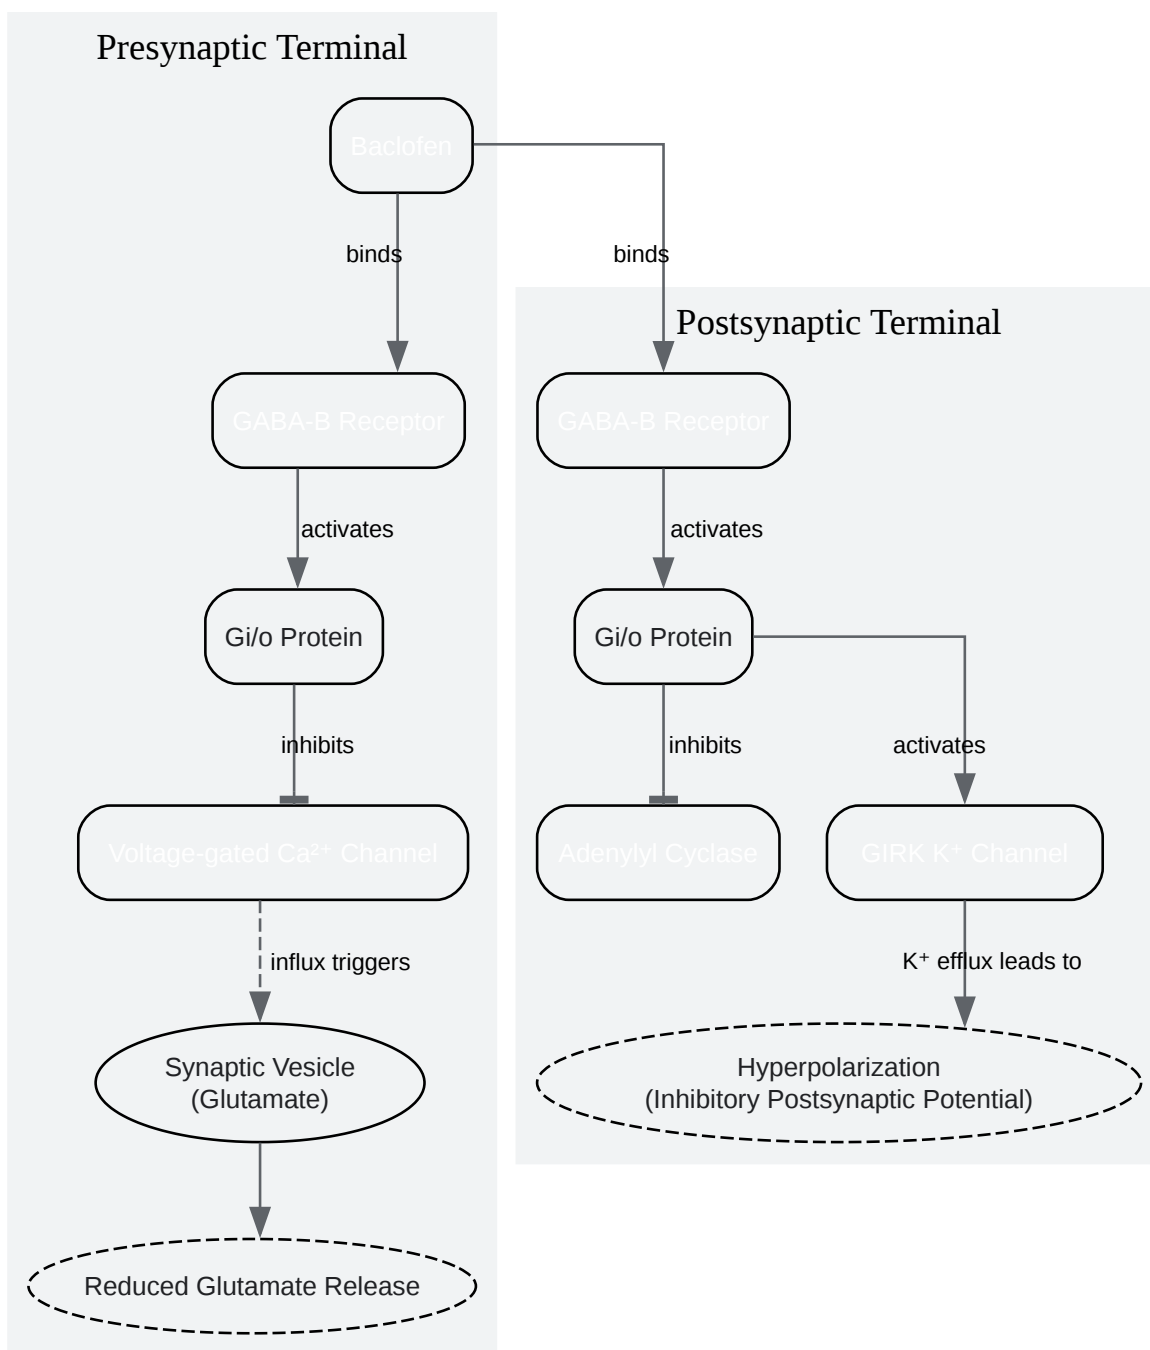 Presynaptic Terminal
Baclofen
binds
binds
Postsynaptic Terminal
GABA-B Receptor
GABA-B Receptor
activates
activates
Gi/o Protein
Gi/o Protein
inhibits
inhibits
activates
Voltage-gated Ca²⁺ Channel
Adenylyl Cyclase
GIRK K⁺ Channel
influx triggers
K⁺ efflux leads to
Synaptic Vesicle
(Glutamate)
Hyperpolarization
(Inhibitory Postsynaptic Potential)
Reduced Glutamate Release